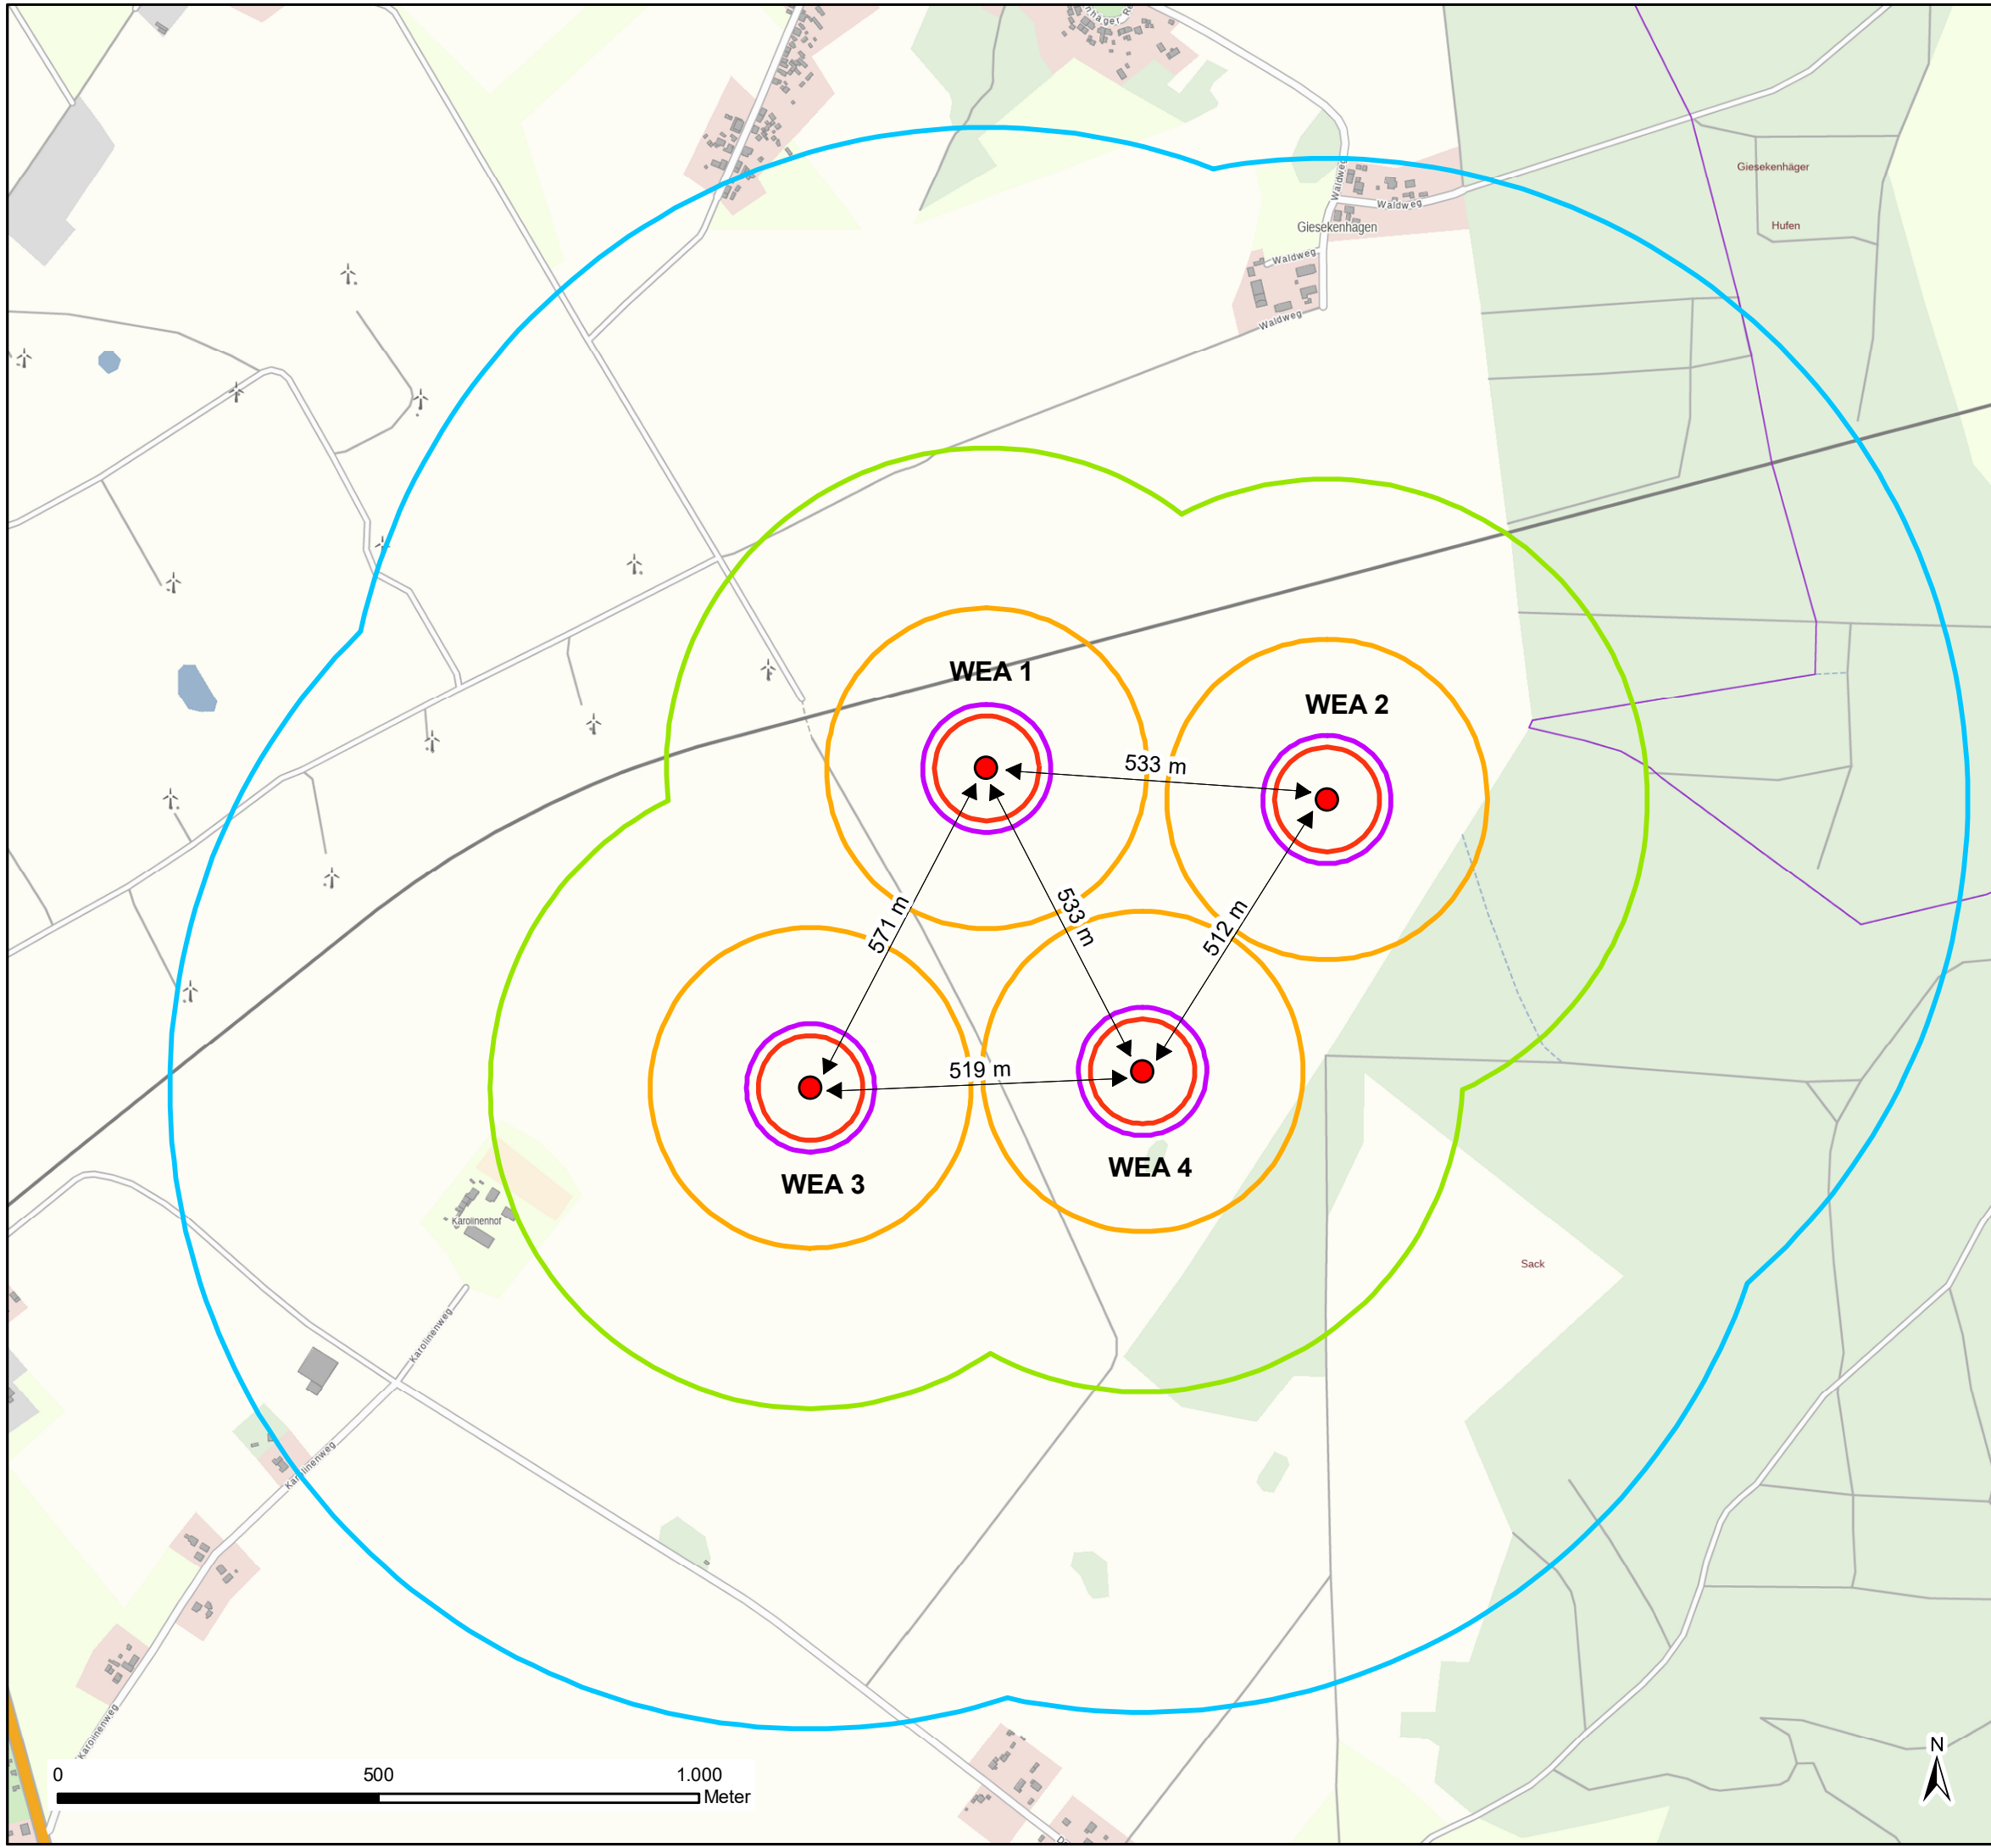 Waldweg
Waldweg
Giesekenhagen
Waldweg
Waldweg
Giesekenhäger
Hufen
WEA 1
WEA 2
533 m
533 m
571 m
512 m
519 m
WEA 3
WEA 4
Karolinenhof
Sack
Karolinenweg
Karolinenweg
Karolinenweg
0 500 1.000
Meter
N